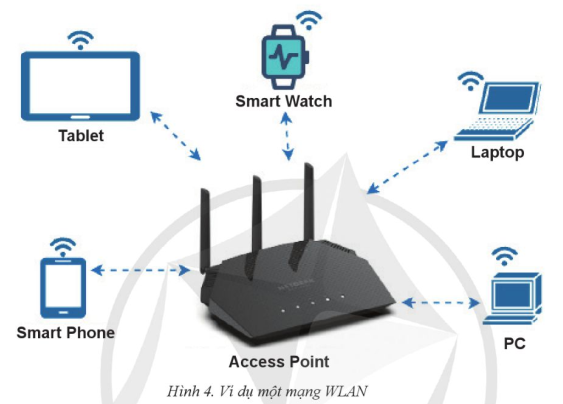 Smart Watch
Tablet
Laptop
Smart Phone
PC
Access Point
Hình 4. Ví dụ một mạng WLAN